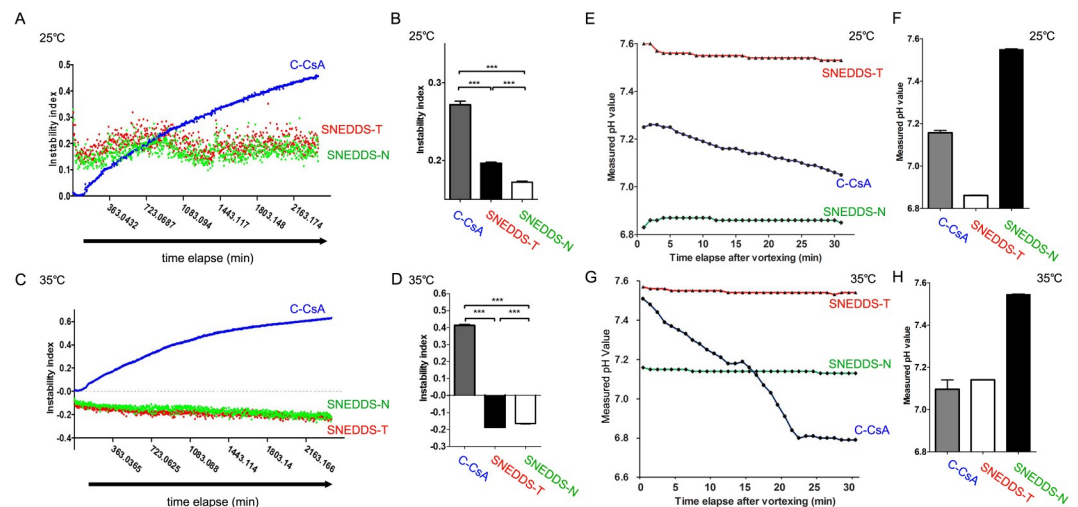 A
25℃
Instability index
0.5
0.4
0.3
0.2
0.1
0.0
C-CsA
SNEDDS-T
SNEDDS-N
363.0432
723.0687
1083.094
1443.117
1803.148
2163.174
time elapse (min)
B
25℃
Instability index
0.3
0.2
***
*** ***
C-CsA
SNEDDS-T
SNEDDS-N
E
25℃
Measured pH value
7.6
7.4
7.2
7.0
6.8
SNEDDS-T
C-CsA
SNEDDS-N
0 5 10 15 20 25 30
Time elapse after vortexing (min)
F
25℃
Measured pH value
7.6
7.4
7.2
7.0
6.8
C-CsA
SNEDDS-T
SNEDDS-N
C
35℃
Instability index
0.6
0.4
0.2
-0.0
-0.2
-0.4
C-CsA
SNEDDS-N
SNEDDS-T
363.0365
723.0625
1083.088
1443.114
1803.14
2163.166
time elapse (min)
D
35℃
Instability index
0.6
0.5
0.4
0.3
0.2
0.1
0.0
-0.1
-0.2
-0.3
***
*** ***
C-CsA
SNEDDS-T
SNEDDS-N
G
35℃
Measured pH Value
7.6
7.4
7.2
7.0
6.8
6.6
SNEDDS-T
SNEDDS-N
C-CsA
0 5 10 15 20 25 30
Time elapse after vortexing (min)
H
35℃
Measured pH Value
7.6
7.4
7.2
7.0
6.8
C-CsA
SNEDDS-T
SNEDDS-N